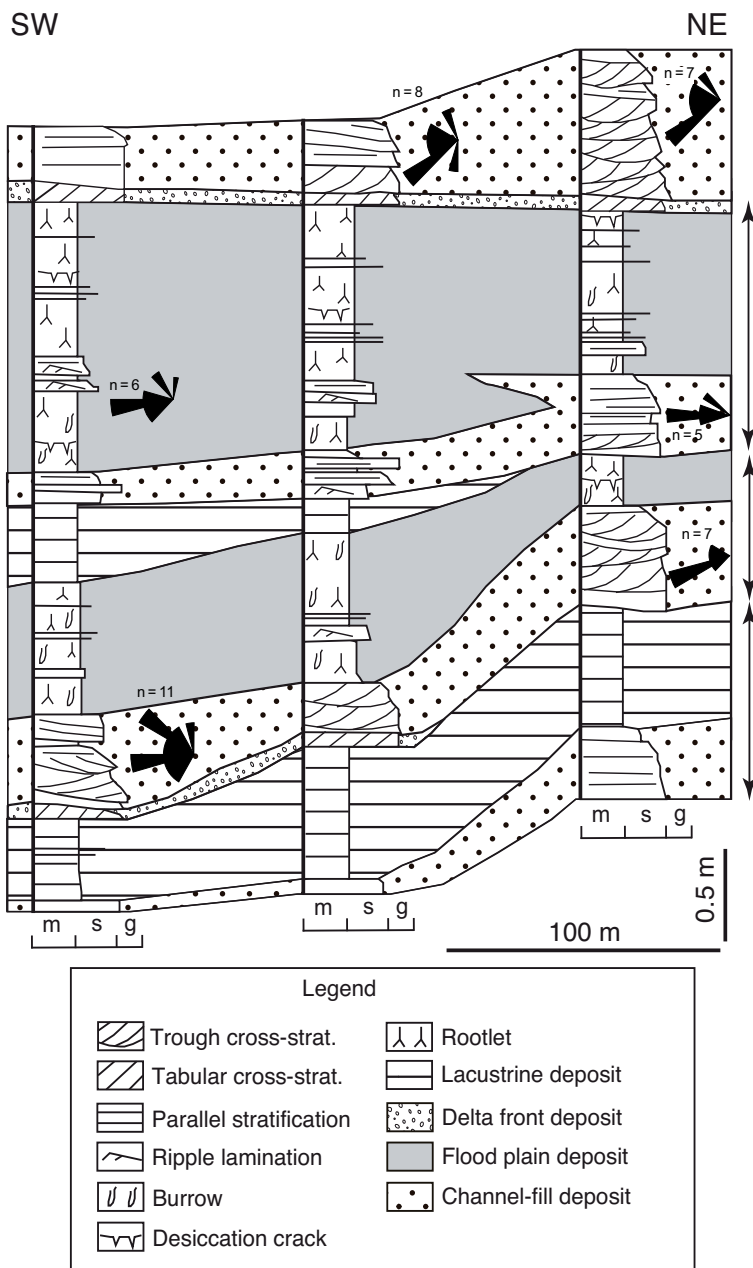 SW
NE
n = 8
n = 7
n = 6
n = 5
n = 7
n = 11
m s g
m s g
m s g
0.5 m
100 m
Legend
Trough cross-strat.
Tabular cross-strat.
Parallel stratification
Ripple lamination
Burrow
Desiccation crack
Rootlet
Lacustrine deposit
Delta front deposit
Flood plain deposit
Channel-fill deposit